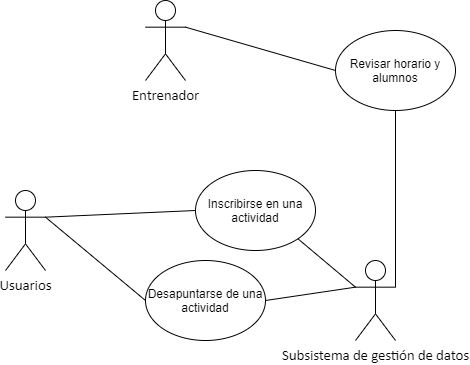 Revisar horario y
alumnos
Entrenador
Inscribirse en una
actividad
Usuarios
Desapuntarse de una
actividad
Subsistema de gestión de datos